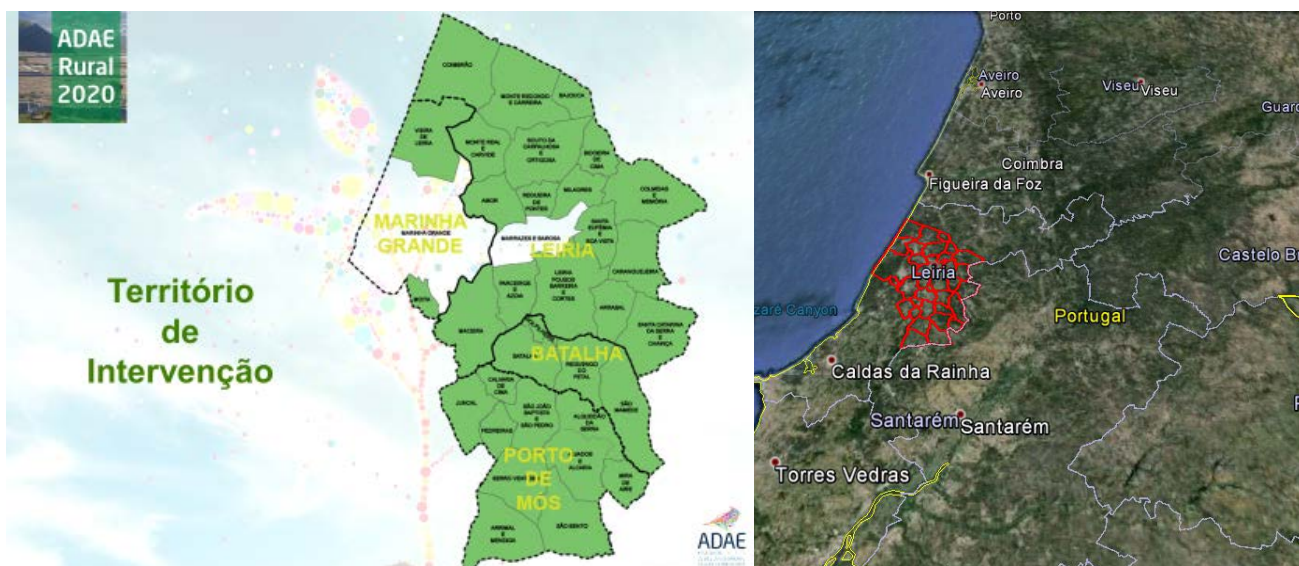 ADAE
Rural
2020
Território
de
Intervenção
COIMBRÃO
MONTE REDONDO
E CARREIRA
BAJOUCA
VIEIRA
DE
LEIRIA
MONTE REAL
E
CARVIDE
SOUTO DA
CARPALHOSA
E
ORTIGOSA
BIDOEIRA
DE
CIMA
COLMEIAS
E
MEMÓRIA
AMOR
REGUEIRA
DE
PONTES
MILAGRES
MARINHA
GRANDE
MARINHA GRANDE
MARRAZES E BAROSA
LEIRIA
SANTA
EUFÉMIA
E
BOA VISTA
CARANGUEJEIRA
MOITA
PARCEIROS
E
AZOIA
LEIRIA
POUSOS
BARREIRA
E
CORTES
ARRABAL
SANTA CATARINA
DA SERRA
E
CHAINÇA
MACEIRA
BATALHA
BATALHA
REGUENGO
DO
FETAL
SÃO
MAMEDE
JUNCAL
CALVARIA
DE
CIMA
PEDREIRAS
SÃO JOÃO
BAPTISTA
E
SÃO PEDRO
ALQUEIDÃO
DA
SERRA
PORTO
DE
MÓS
E
ALCARIA
MIRA
DE
AIRE
ARRIMAL
E
MENDIGA
SÃO BENTO
ADAE
Porto
Aveiro
Aveiro
Viseu
Viseu
Coimbra
Figueira da Foz
Leiria
Portugal
Caldas da Rainha
Santarém
Santarém
Torres Vedras